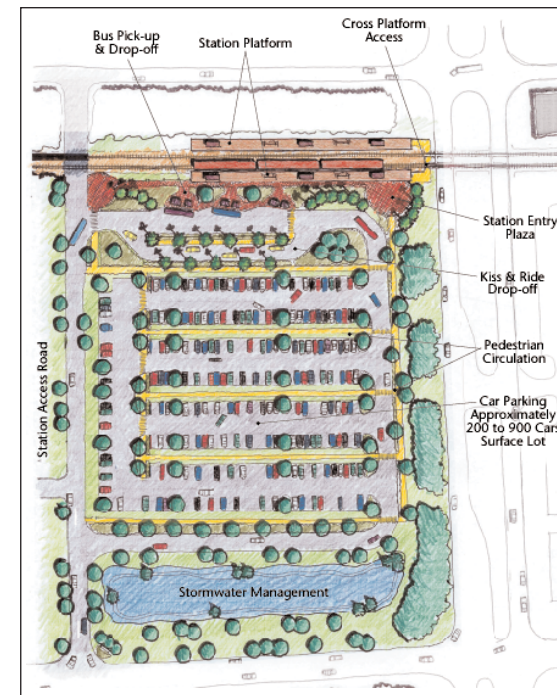 Cross Platform
Access
Bus Pick-up
& Drop-off
Station Platform
Station Entry
Plaza
Kiss & Ride
Drop-off
Pedestrian
Circulation
Car Parking
Approximately
200 to 900 Cars
Surface Lot
Station Access Road
Stormwater Management